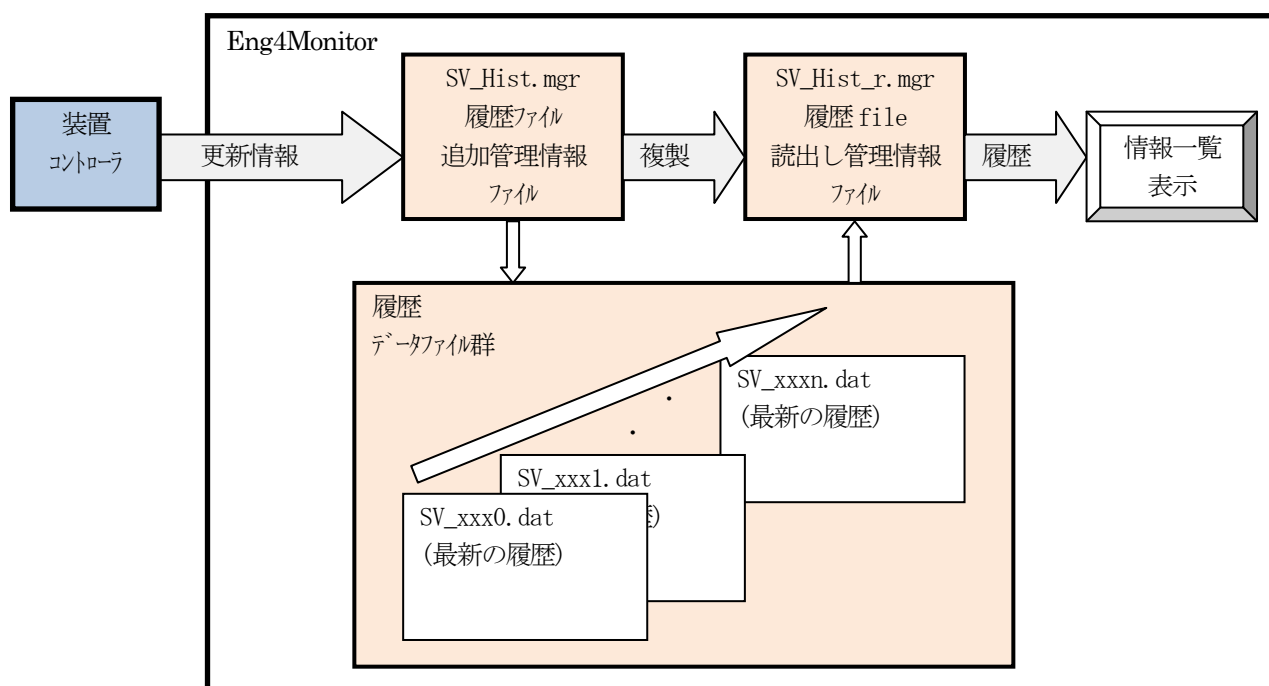 Eng4Monitor
装置
コントローラ
更新情報
SV_Hist.mgr
履歴ファイル
追加管理情報
ファイル
複製
SV_Hist_r.mgr
履歴 file
読出し管理情報
ファイル
履歴
情報一覧
表示
履歴
データファイル群
SV_xxxn.dat
(最新の履歴)
SV_xxx1.dat
歴)
SV_xxx0.dat
(最新の履歴)